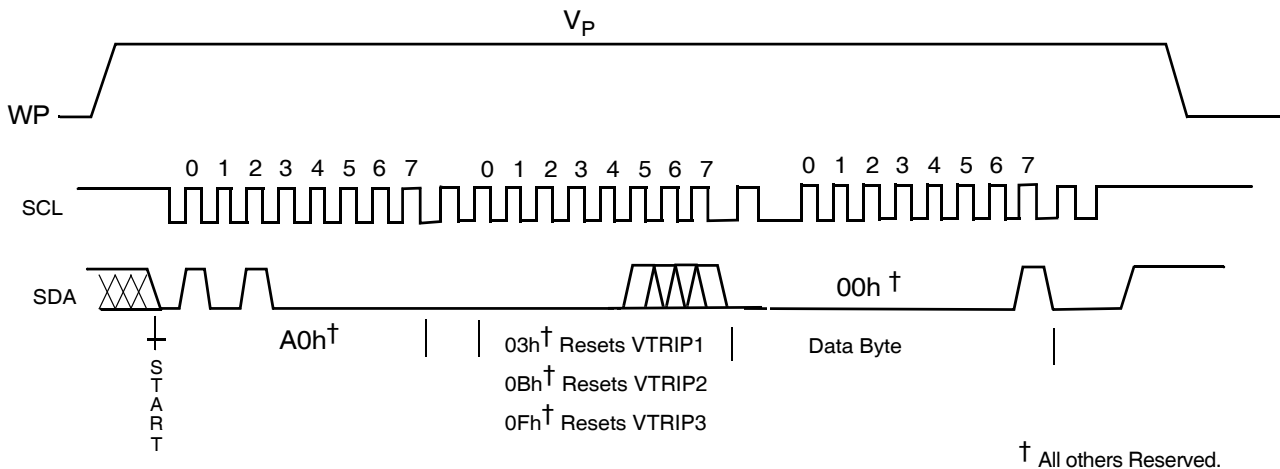 VP
WP
0 1 2 3 4 5 6 7 0 1 2 3 4 5 6 7 0 1 2 3 4 5 6 7
SCL
SDA
00h †
A0h†
03h† Resets VTRIP1
Data Byte
0Bh† Resets VTRIP2
0Fh† Resets VTRIP3
START
† All others Reserved.